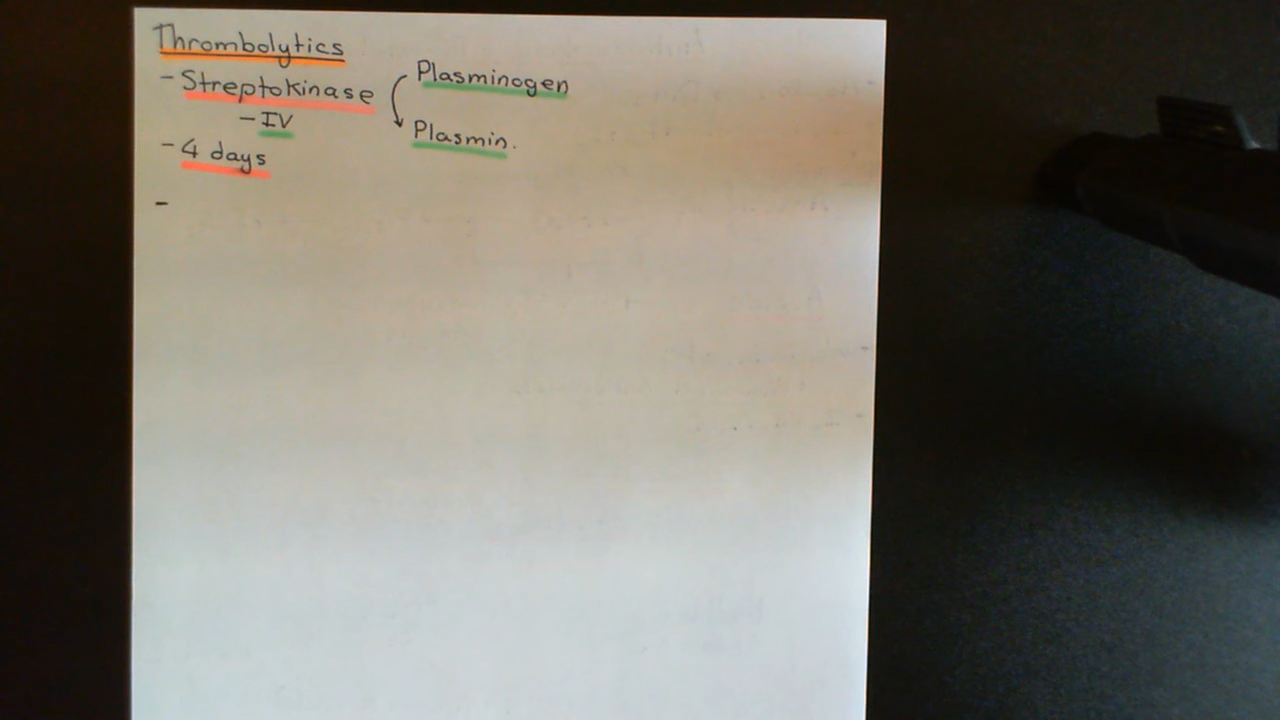 Thrombolytics
- Streptokinase
- IV
- 4 days
-
Plasminogen
Plasmin.